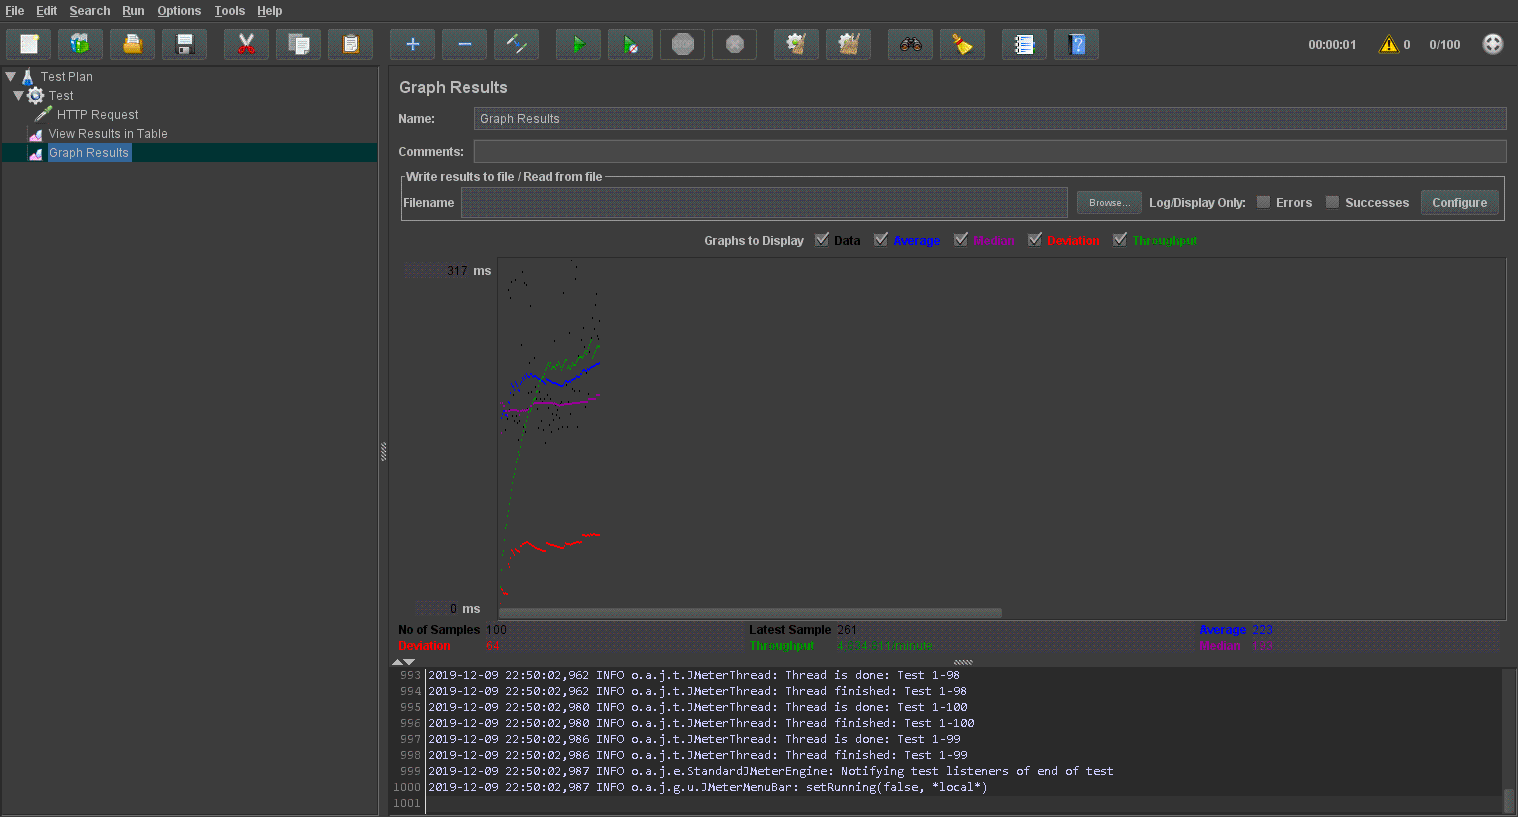 File Edit Search Run Options Tools Help
STOP
00:00:01 0 0/100
Test Plan
Test
HTTP Request
View Results in Table
Graph Results
Graph Results
Name: Graph Results
Comments:
Write results to file / Read from file
Filename Browse... Log/Display Only: Errors Successes Configure
Graphs to Display Data Average Median Deviation Throughput
317 ms
0 ms
No of Samples 100 Latest Sample 261 Average 223
Deviation 64 Throughput Median
993 2019-12-09 22:50:02,962 INFO o.a.j.t.JMeterThread: Thread is done: Test 1-98
994 2019-12-09 22:50:02,962 INFO o.a.j.t.JMeterThread: Thread finished: Test 1-98
995 2019-12-09 22:50:02,980 INFO o.a.j.t.JMeterThread: Thread is done: Test 1-100
996 2019-12-09 22:50:02,980 INFO o.a.j.t.JMeterThread: Thread finished: Test 1-100
997 2019-12-09 22:50:02,986 INFO o.a.j.t.JMeterThread: Thread is done: Test 1-99
998 2019-12-09 22:50:02,986 INFO o.a.j.t.JMeterThread: Thread finished: Test 1-99
999 2019-12-09 22:50:02,987 INFO o.a.j.e.StandardJMeterEngine: Notifying test listeners of end of test
1000 2019-12-09 22:50:02,987 INFO o.a.j.g.u.JMeterMenuBar: setRunning(false, *local*)
1001